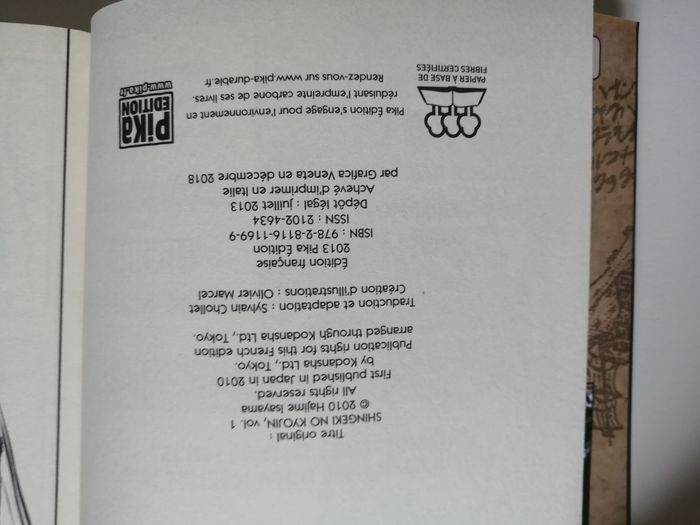 Titre original :
SHINGEKI NO KYOJIN, vol. 1
© 2010 Hajime Isayama
All rights reserved.
First published in Japan in 2010
by Kodansha Ltd., Tokyo.
Publication rights for this French edition
arranged through Kodansha Ltd., Tokyo.
Traduction et adaptation : Sylvain Chollet
Création d'illustrations : Olivier Marcel
Édition française
2013 Pika Édition
ISBN : 978-2-8116-1169-9
ISSN : 2102-4634
Dépôt légal : juillet 2013
Achevé d'imprimer en Italie
par Grafica Veneta en décembre 2018
Pika Édition s'engage pour l'environnement en
réduisant l'empreinte carbone de ses livres.
Rendez-vous sur www.pika-durable.fr
PAPIER À BASE DE
FIBRES CERTIFIÉES
PIKA
EDITION
www.pika.fr